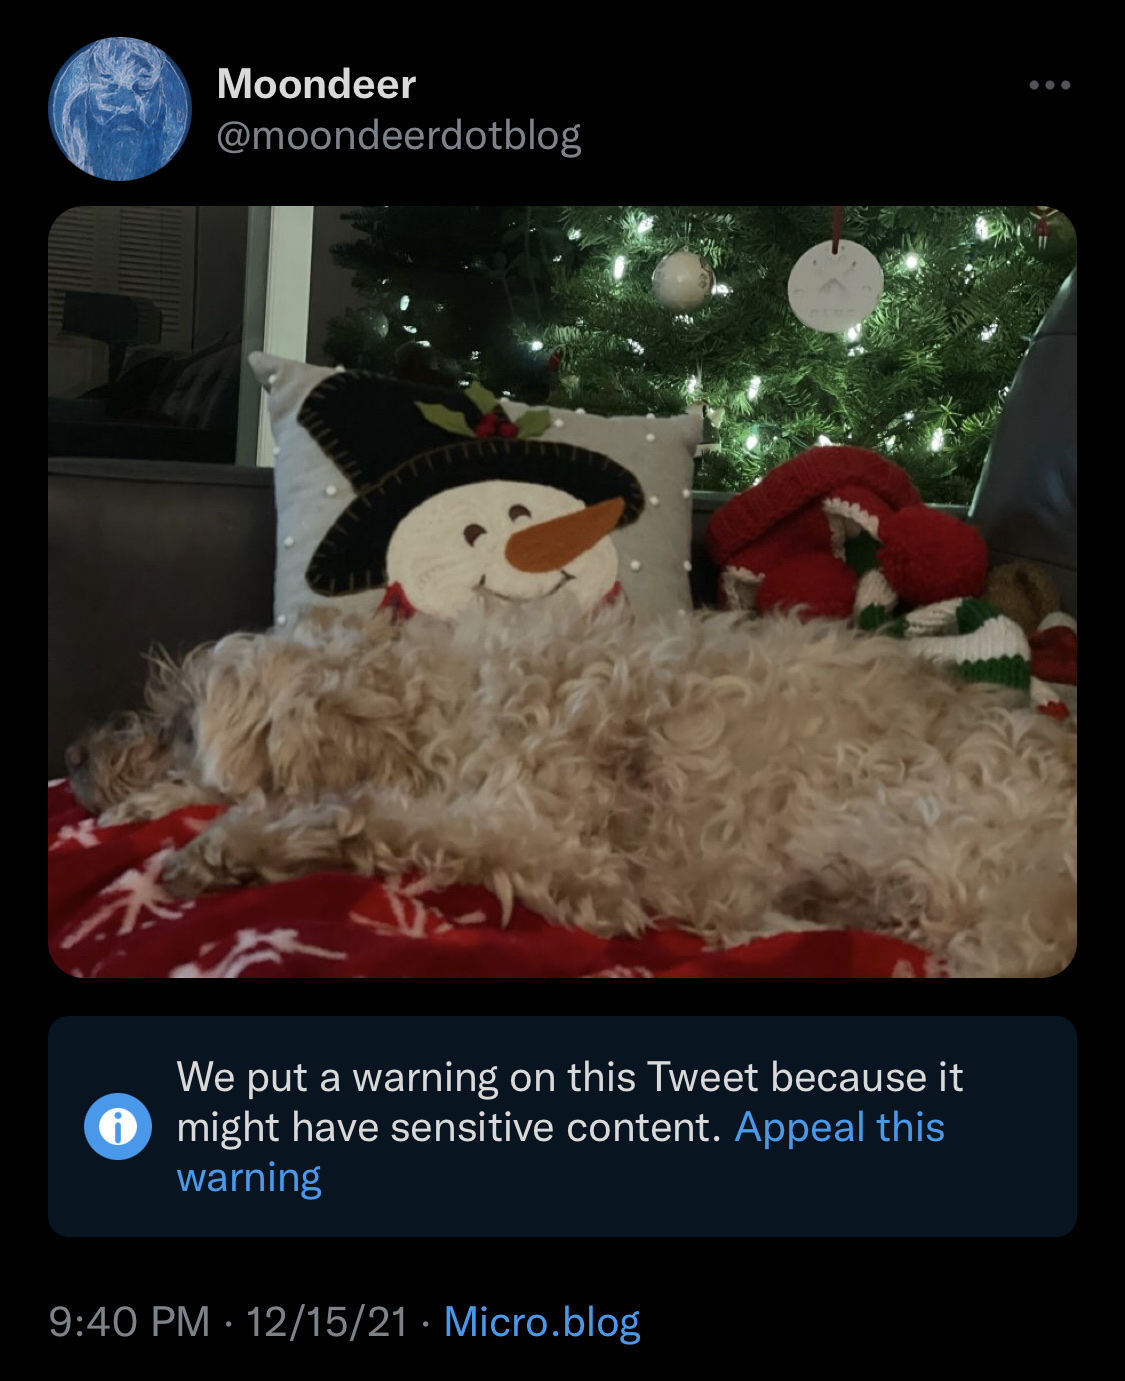 Moondeer
@moondeerdotblog
We put a warning on this Tweet because it
might have sensitive content. Appeal this
warning
9:40 PM · 12/15/21 · Micro.blog